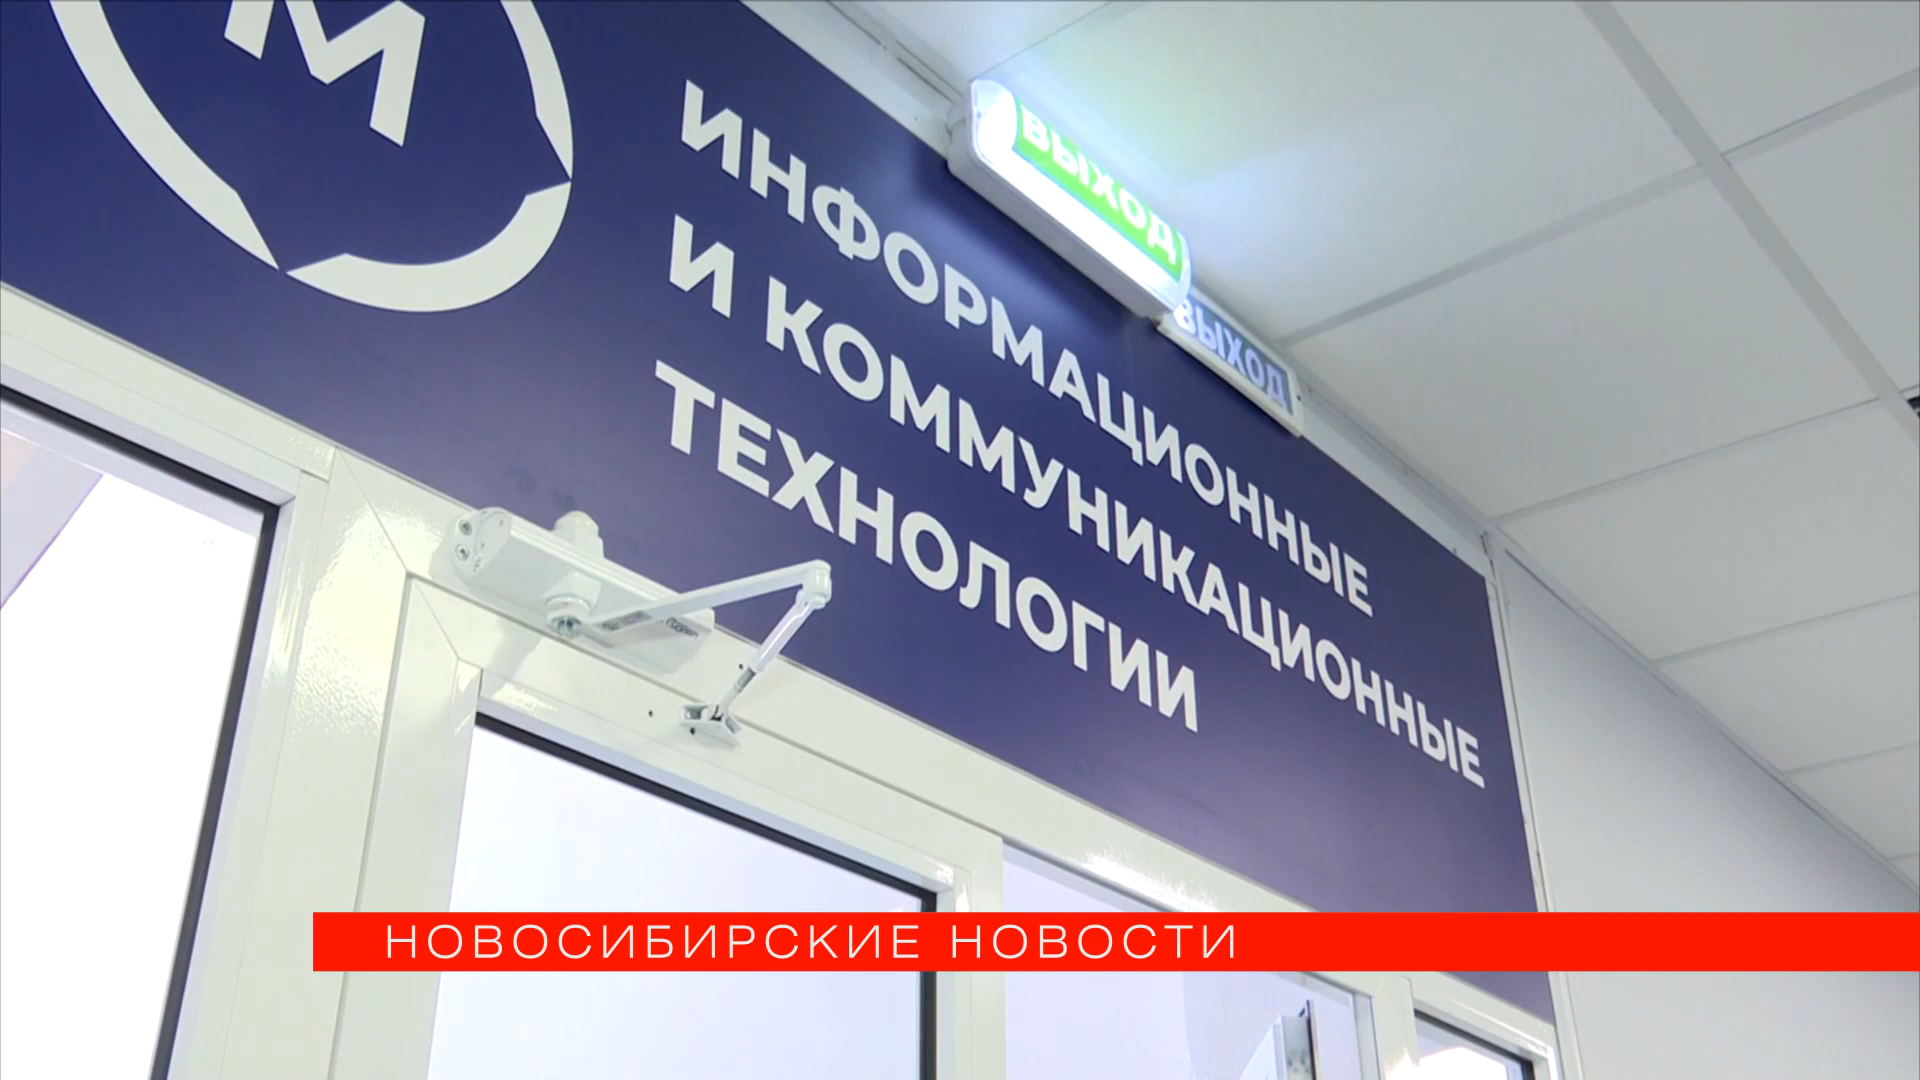 М
ИНФОРМАЦИОННЫЕ
И КОММУНИКАЦИОННЫЕ
ТЕХНОЛОГИИ
ВЫХОД
ВЫХОД
НОВОСИБИРСКИЕ НОВОСТИ